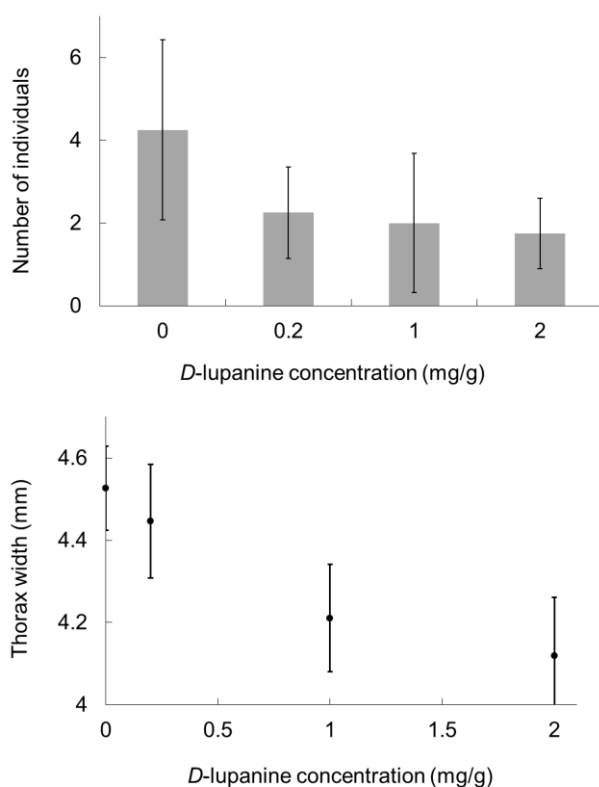 Number of individuals
6
4
2
0
0 0.2 1 2
D-lupanine concentration (mg/g)
Thorax width (mm)
4.6
4.4
4.2
4
0 0.5 1 1.5 2
D-lupanine concentration (mg/g)